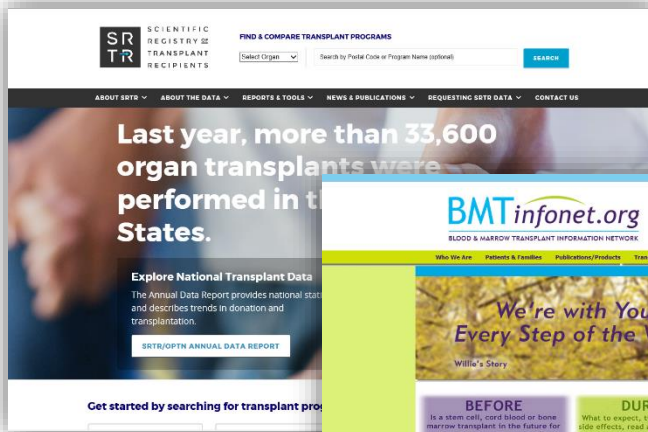 SR
TR
SCIENTIFIC
REGISTRY OF
TRANSPLANT
RECIPIENTS
FIND & COMPARE TRANSPLANT PROGRAMS
Select Organ
Search by Postal Code or Program Name (optional)
SEARCH
ABOUT SRTR ABOUT THE DATA REPORTS & TOOLS NEWS & PUBLICATIONS REQUESTING SRTR DATA CONTACT US
Last year, more than 33,600
organ transplants were
performed in t
States.
Explore National Transplant Data
The Annual Data Report provides national stati
and describes trends in donation and
transplantation.
SRTR/OPTN ANNUAL DATA REPORT
Get started by searching for transplant prog
BMTinfonet.org
BLOOD & MARROW TRANSPLANT INFORMATION NETWORK
Who We Are Patients & Families Publications/Products Tran
We're with You
Every Step of the
Willie's Story
BEFORE
Is a stem cell, cord blood or bone
marrow transplant in the future for
DUR
What to expect, t
side effects, read